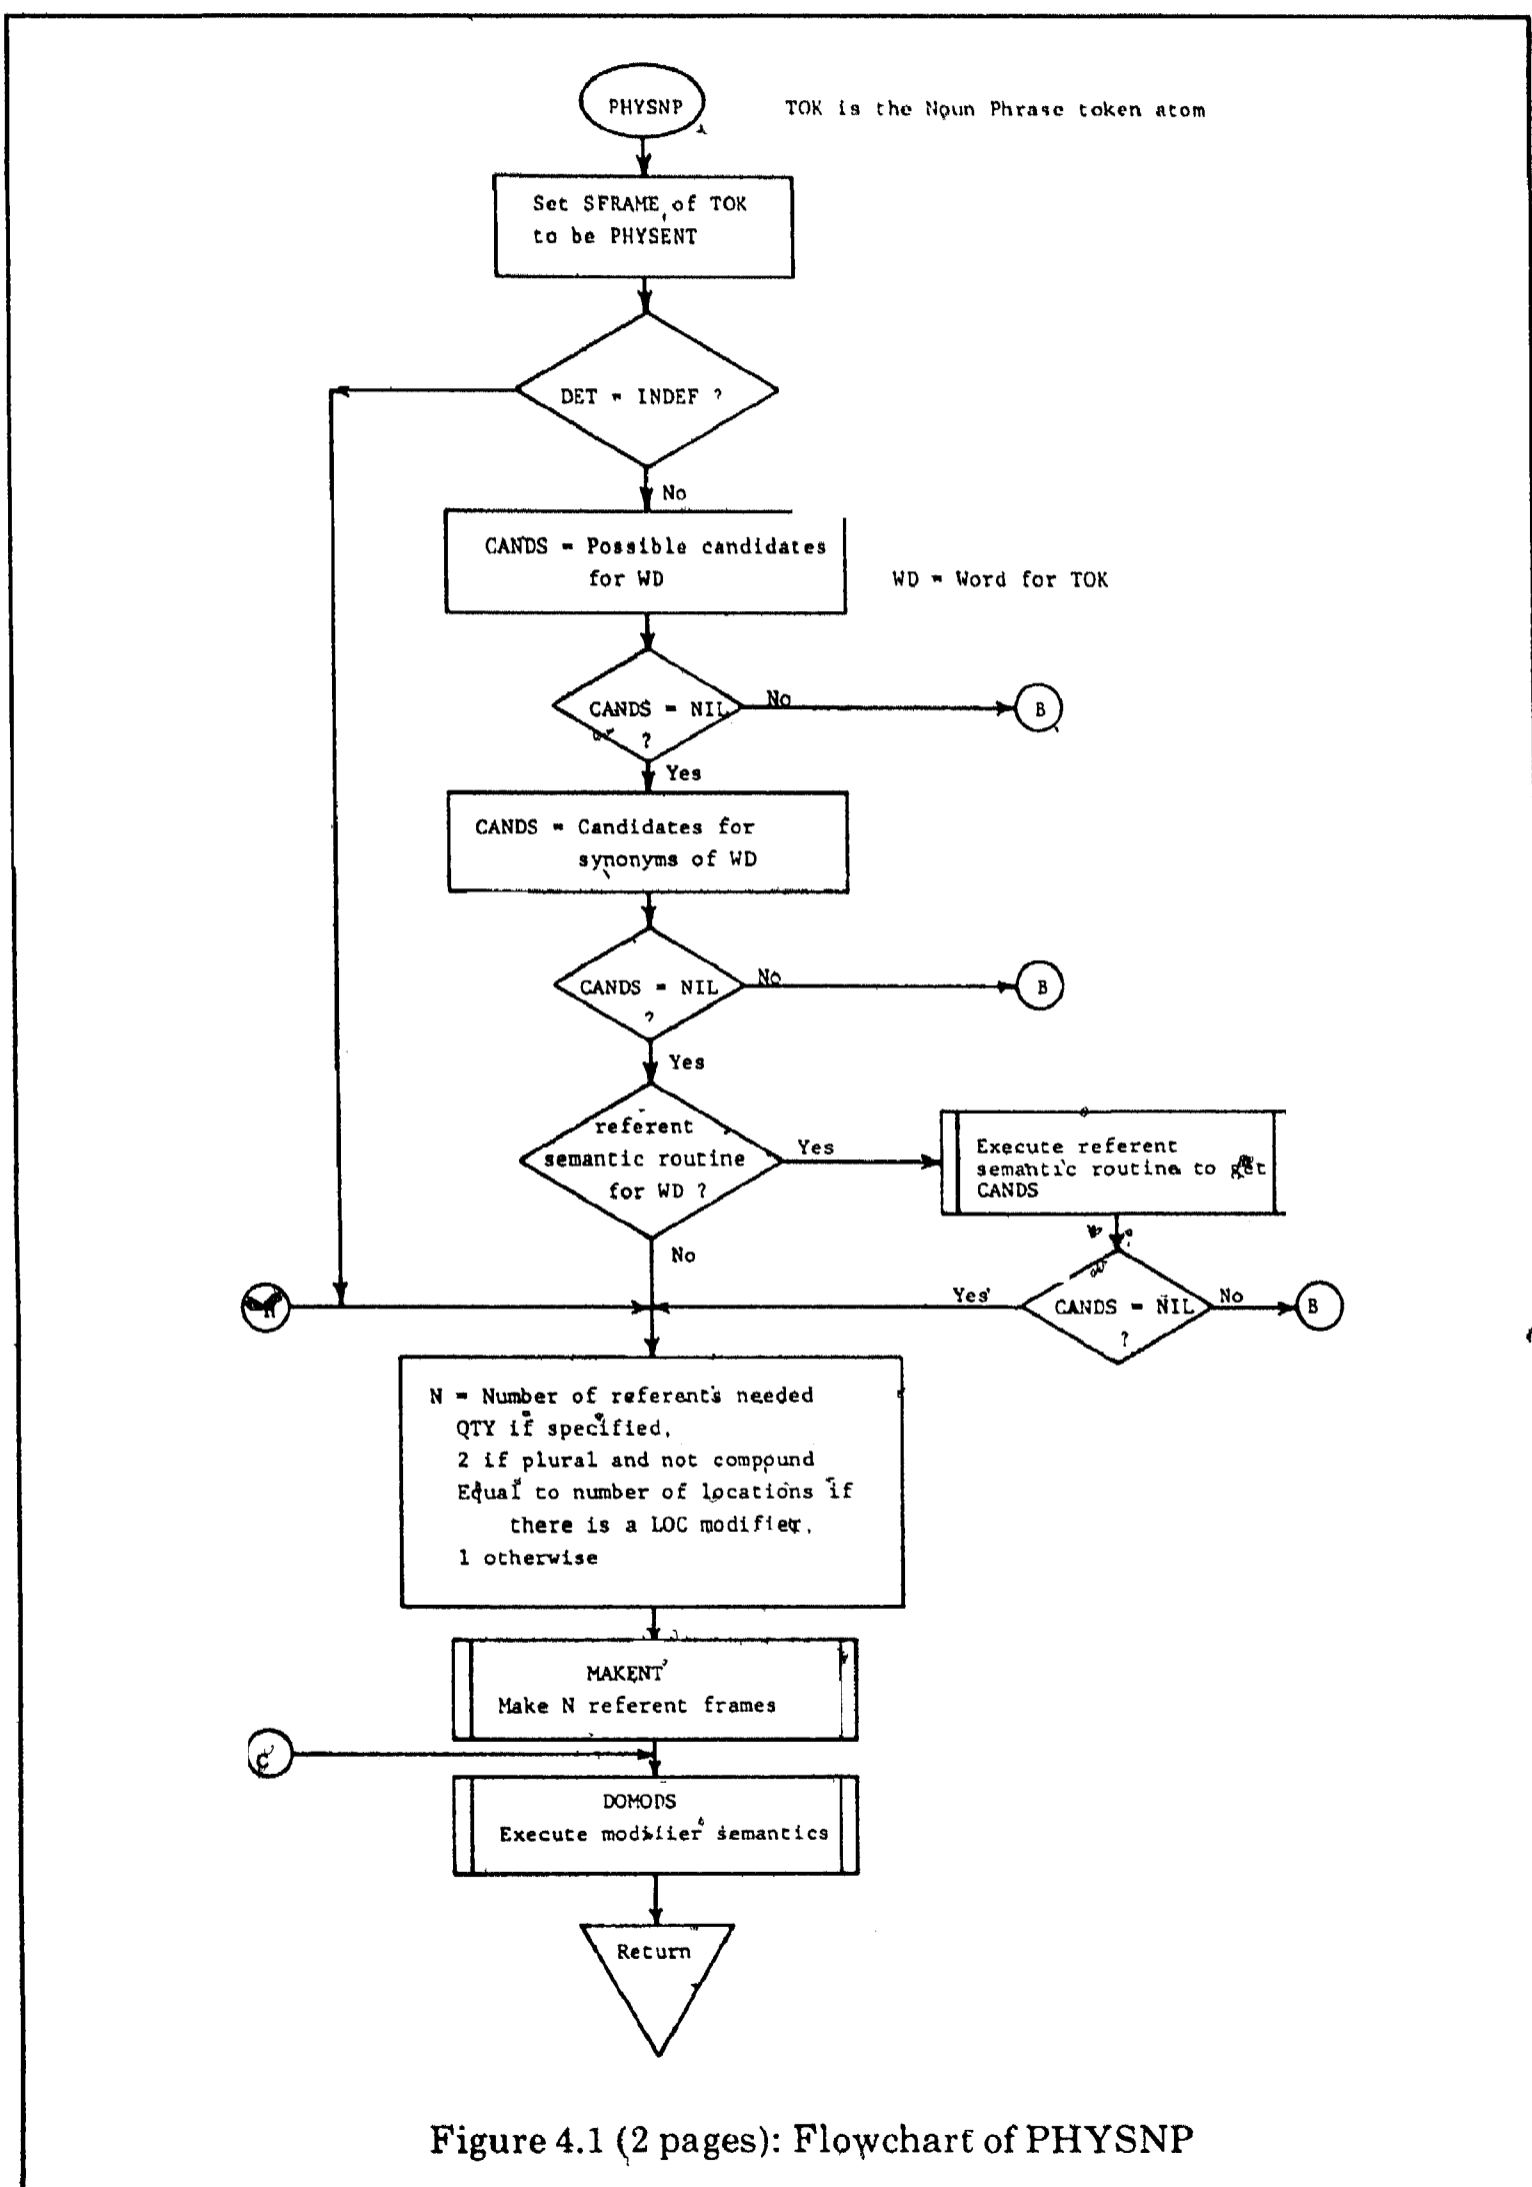 PHYSNP
TOK is the Noun Phrase token atom
Set SFRAME of TOK
to be PHYSENT
DET = INDEF ?
No
CANDS = Possible candidates
for WD
WD = Word for TOK
CANDS = NIL
?
No
B
Yes
CANDS = Candidates for
synonyms of WD
CANDS = NIL
?
No
B
Yes
referent
semantic routine
for WD ?
Yes
Execute referent
semantic routine to get
CANDS
No
Yes
CANDS = NIL
?
No
B
N = Number of referents needed
QTY if specified,
2 if plural and not compound
Equal to number of locations if
there is a LOC modifier,
1 otherwise
MAKENT
Make N referent frames
C
DOMODS
Execute modifier semantics
Return
Figure 4.1 (2 pages): Flowchart of PHYSNP